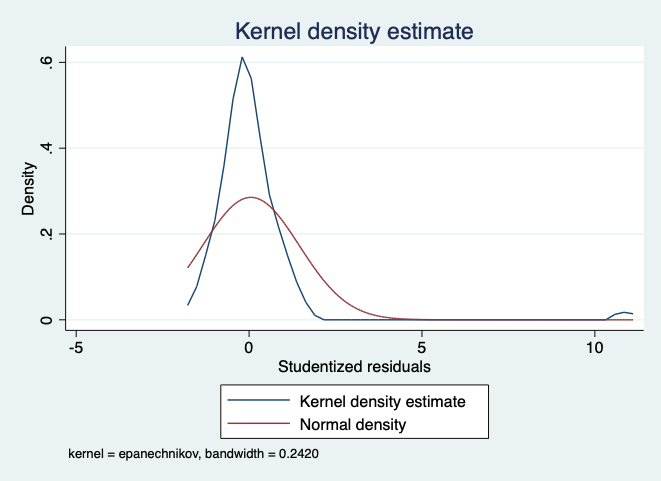 Kernel density estimate
Density
.6
.4
.2
0
-5
0
5
10
Studentized residuals
Kernel density estimate
Normal density
kernel = epanechnikov, bandwidth = 0.2420